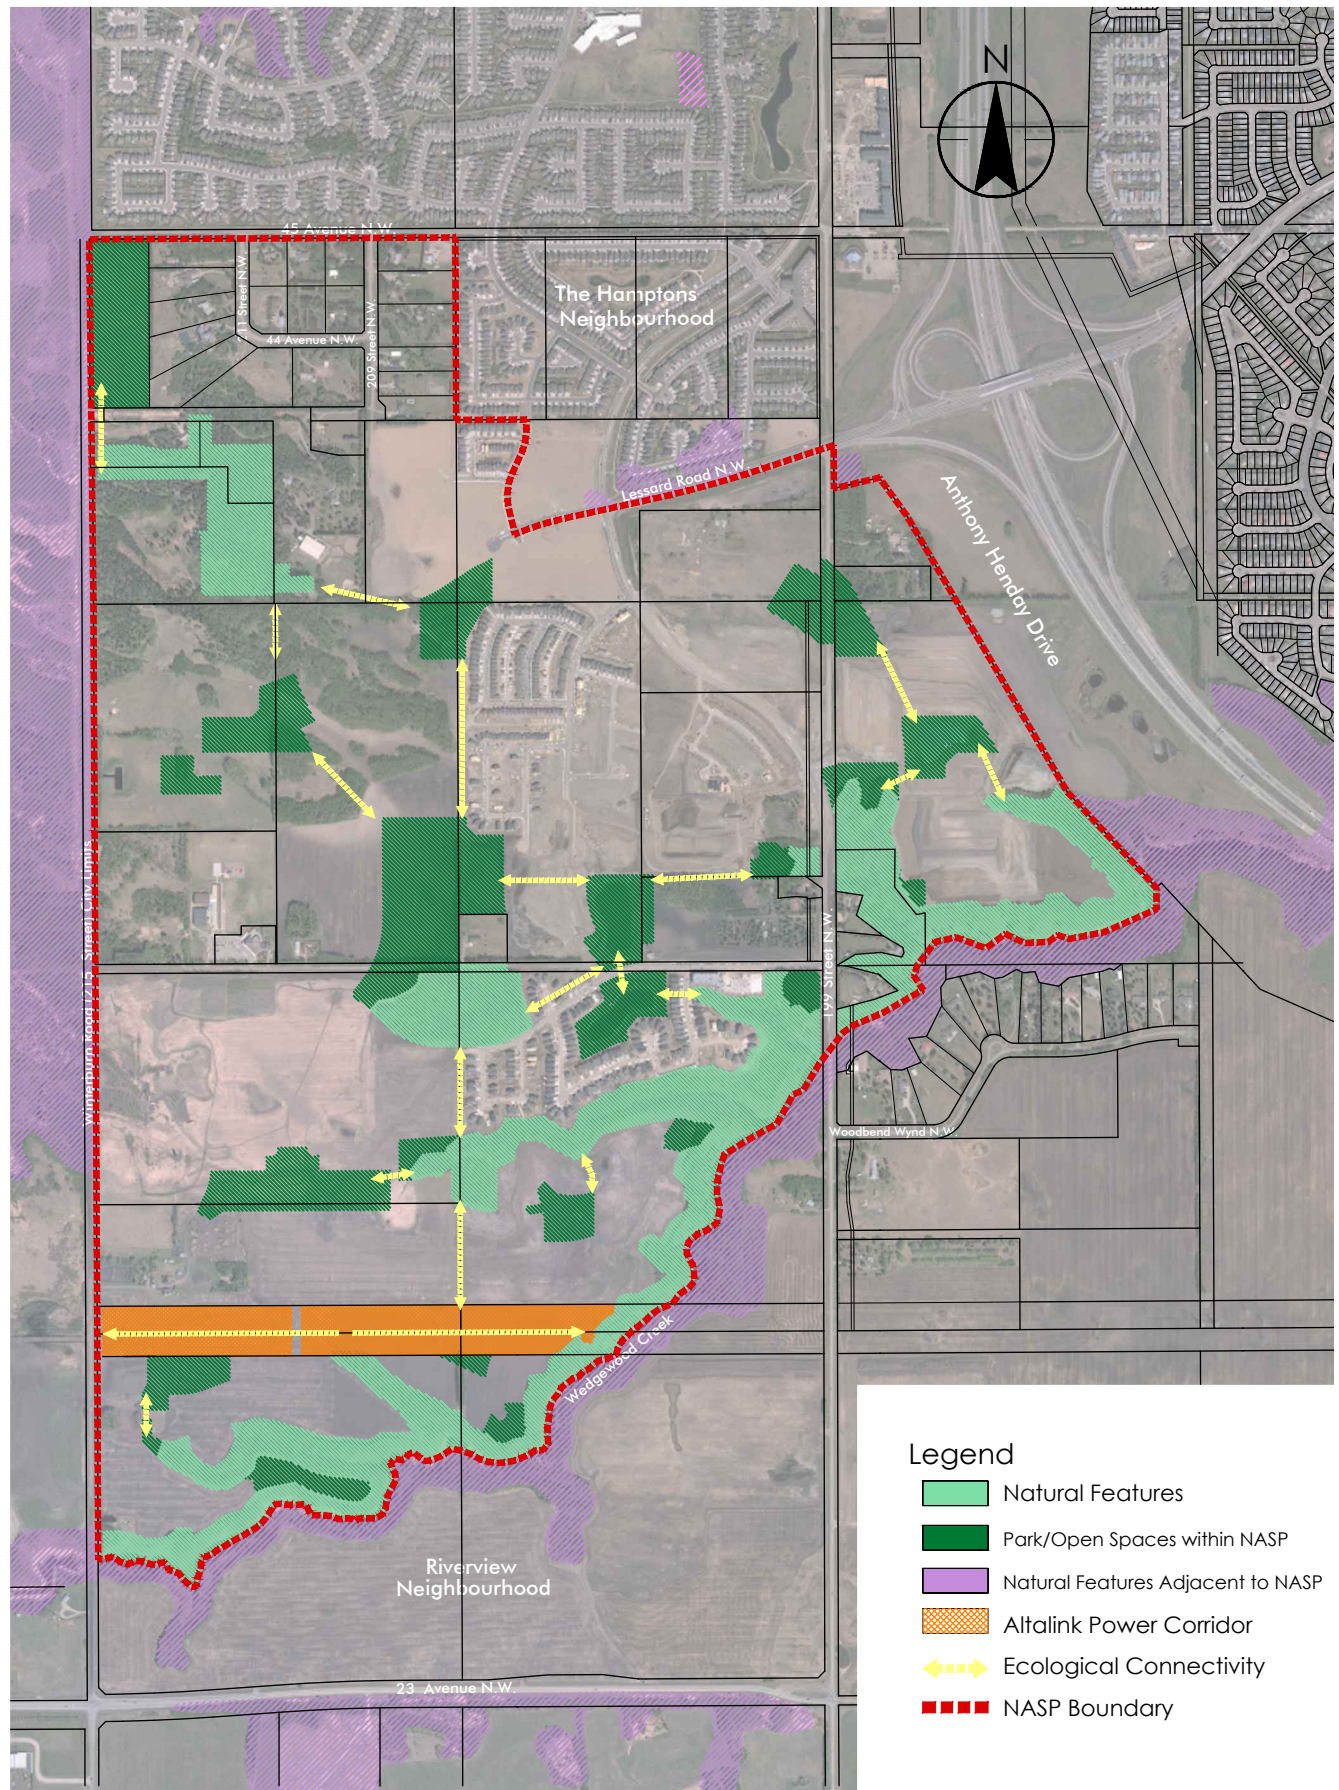 N
45 Avenue N.W.
The Hamptons
Neighbourhood
211 Street N.W.
44 Avenue N.W.
209 Street N.W.
Lessard Road N.W.
Anthony Henday Drive
Winterburn Road/215 Street City Limits
199 Street N.W.
Woodbend Wynd N.W.
Wedgewood Creek
Riverview
Neighbourhood
23 Avenue N.W.
Legend
Natural Features
Park/Open Spaces within NASP
Natural Features Adjacent to NASP
Altalink Power Corridor
Ecological Connectivity
NASP Boundary